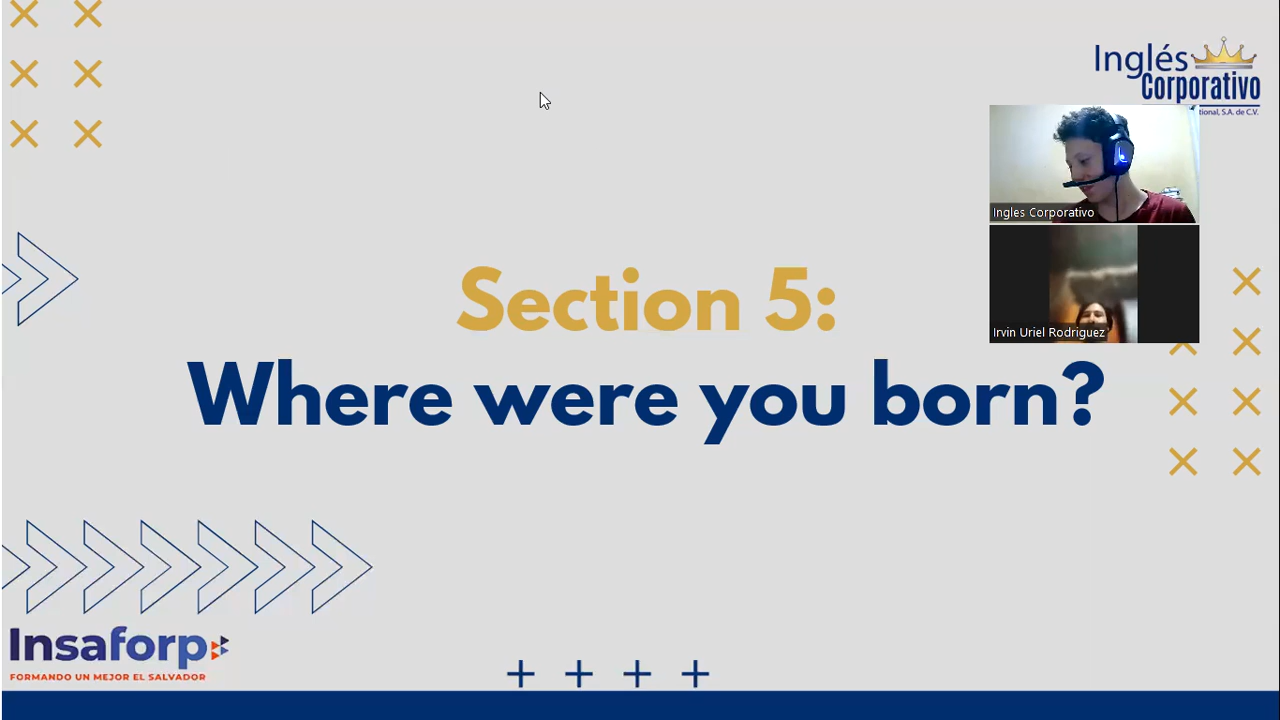 Inglés
Corporativo
tional, S.A. de C.V.
Ingles Corporativo
Irvin Uriel Rodriguez
Section 5:
Where were you born?
Insaforp
FORMANDO UN MEJOR EL SALVADOR